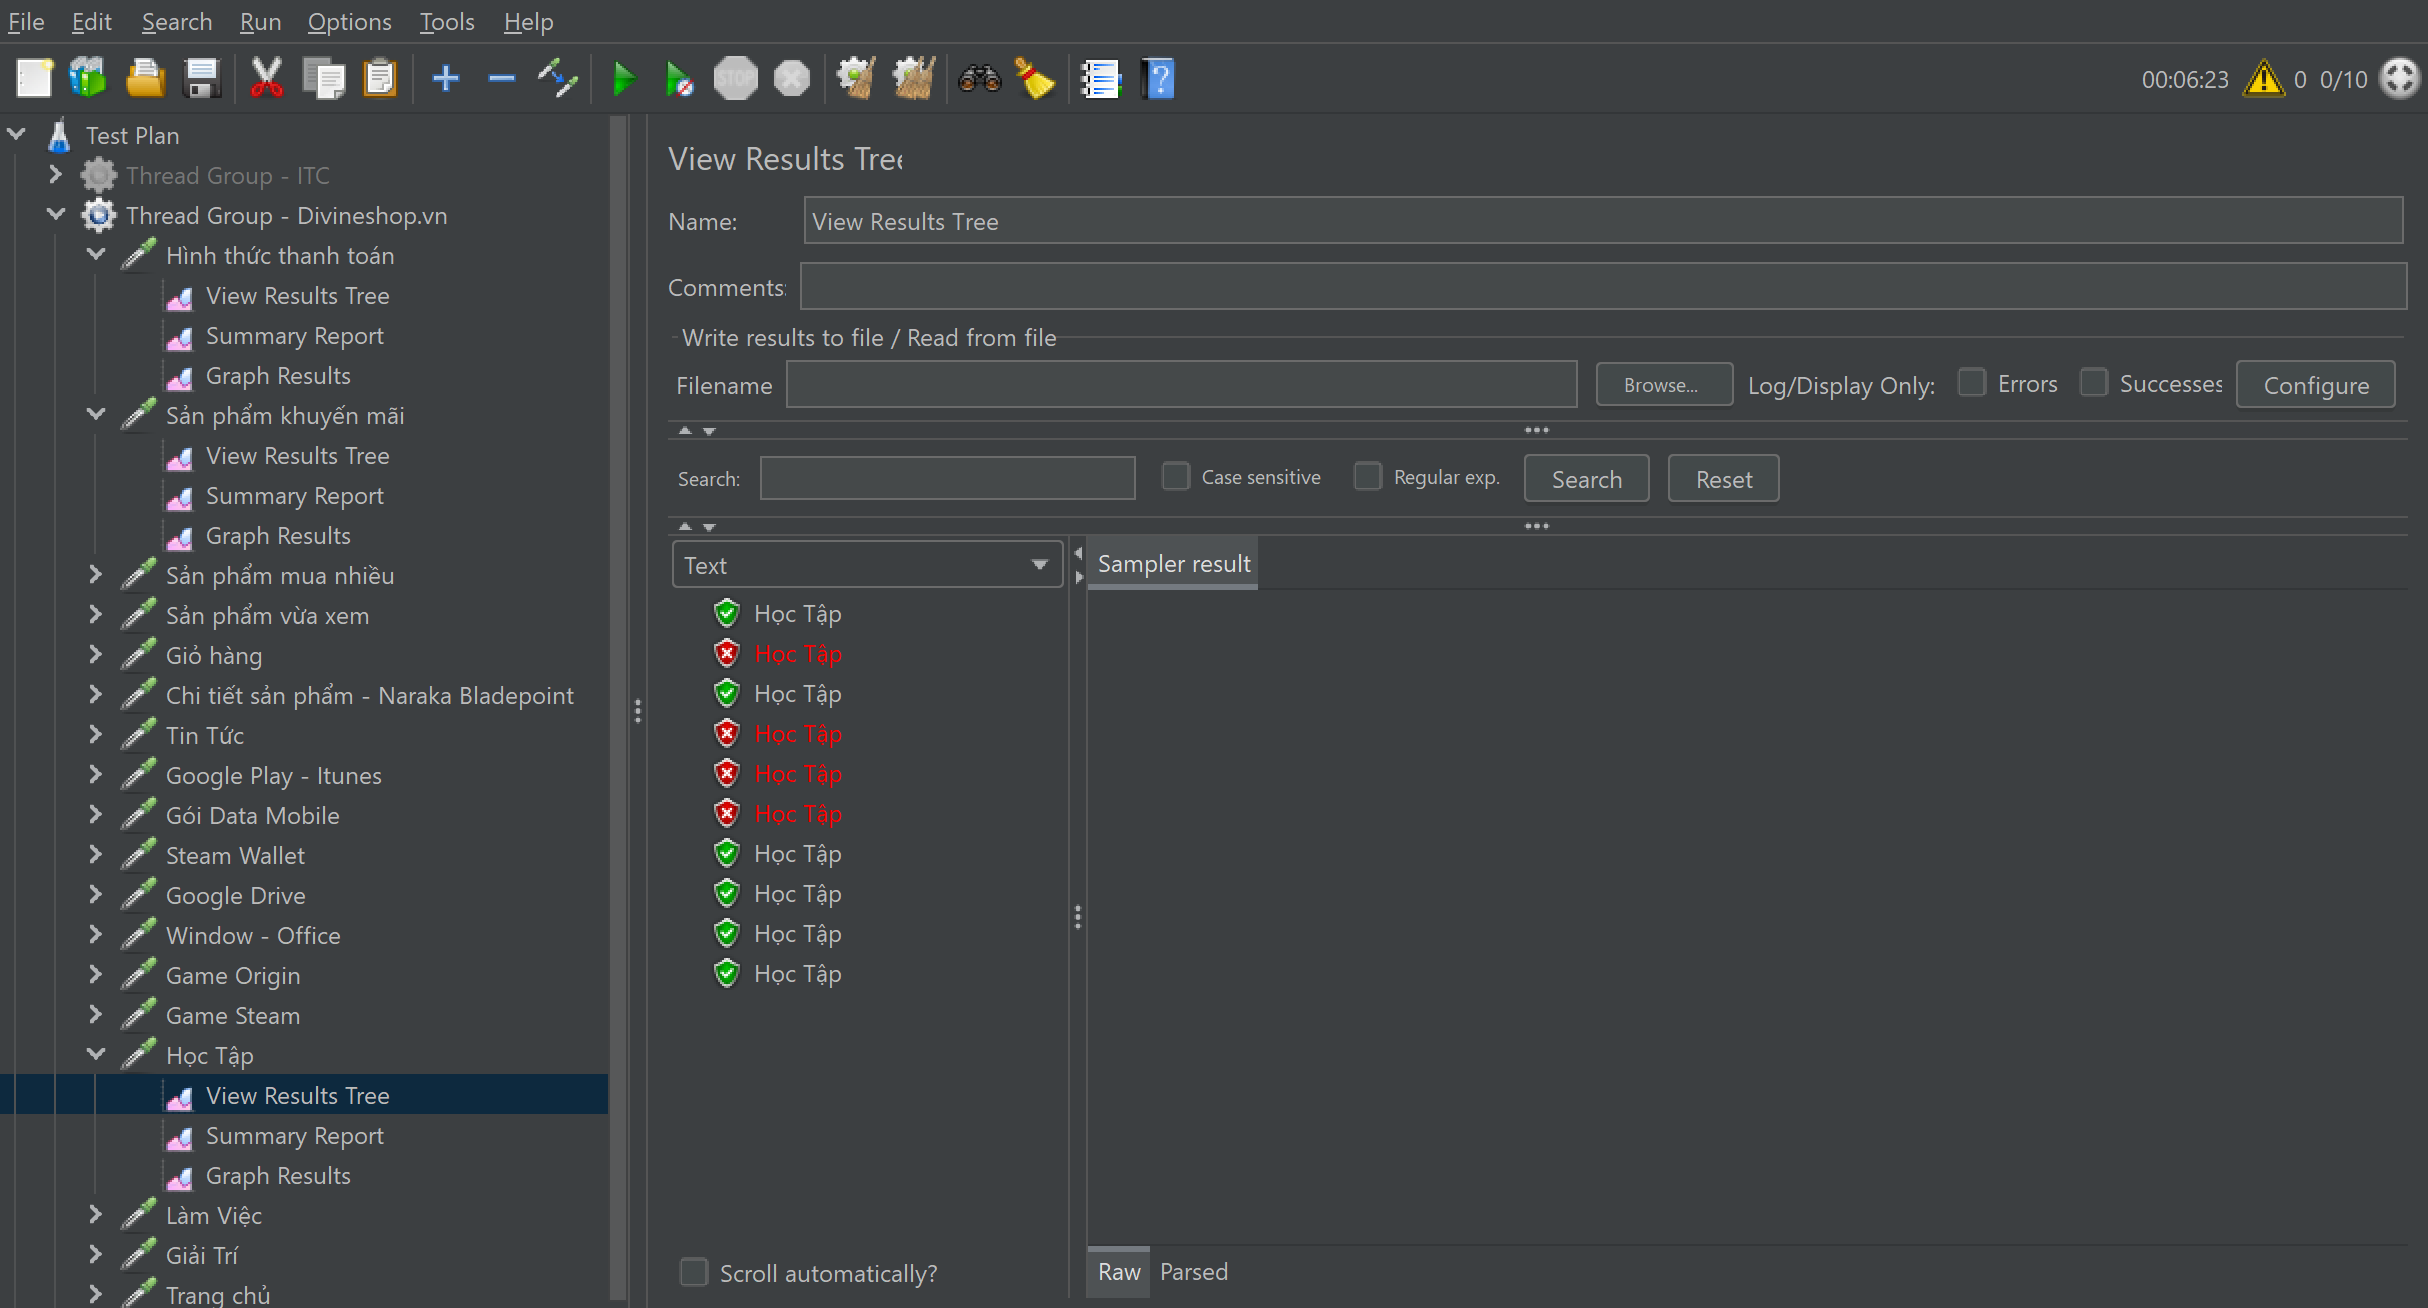 File Edit Search Run Options Tools Help
STOP
00:06:23 0 0/10
Test Plan
Thread Group - ITC
Thread Group - Divineshop.vn
Hình thức thanh toán
View Results Tree
Summary Report
Graph Results
Sản phẩm khuyến mãi
View Results Tree
Summary Report
Graph Results
Sản phẩm mua nhiều
Sản phẩm vừa xem
Giỏ hàng
Chi tiết sản phẩm - Naraka Bladepoint
Tin Tức
Google Play - Itunes
Gói Data Mobile
Steam Wallet
Google Drive
Window - Office
Game Origin
Game Steam
Học Tập
View Results Tree
Summary Report
Graph Results
Làm Việc
Giải Trí
Trang chủ
View Results Tree
Name: View Results Tree
Comments:
Write results to file / Read from file
Filename Browse... Log/Display Only: Errors Successes Configure
Search: Case sensitive Regular exp. Search Reset
Text
Sampler result
Học Tập
Học Tập
Học Tập
Học Tập
Học Tập
Học Tập
Học Tập
Học Tập
Học Tập
Học Tập
Scroll automatically?
Raw Parsed